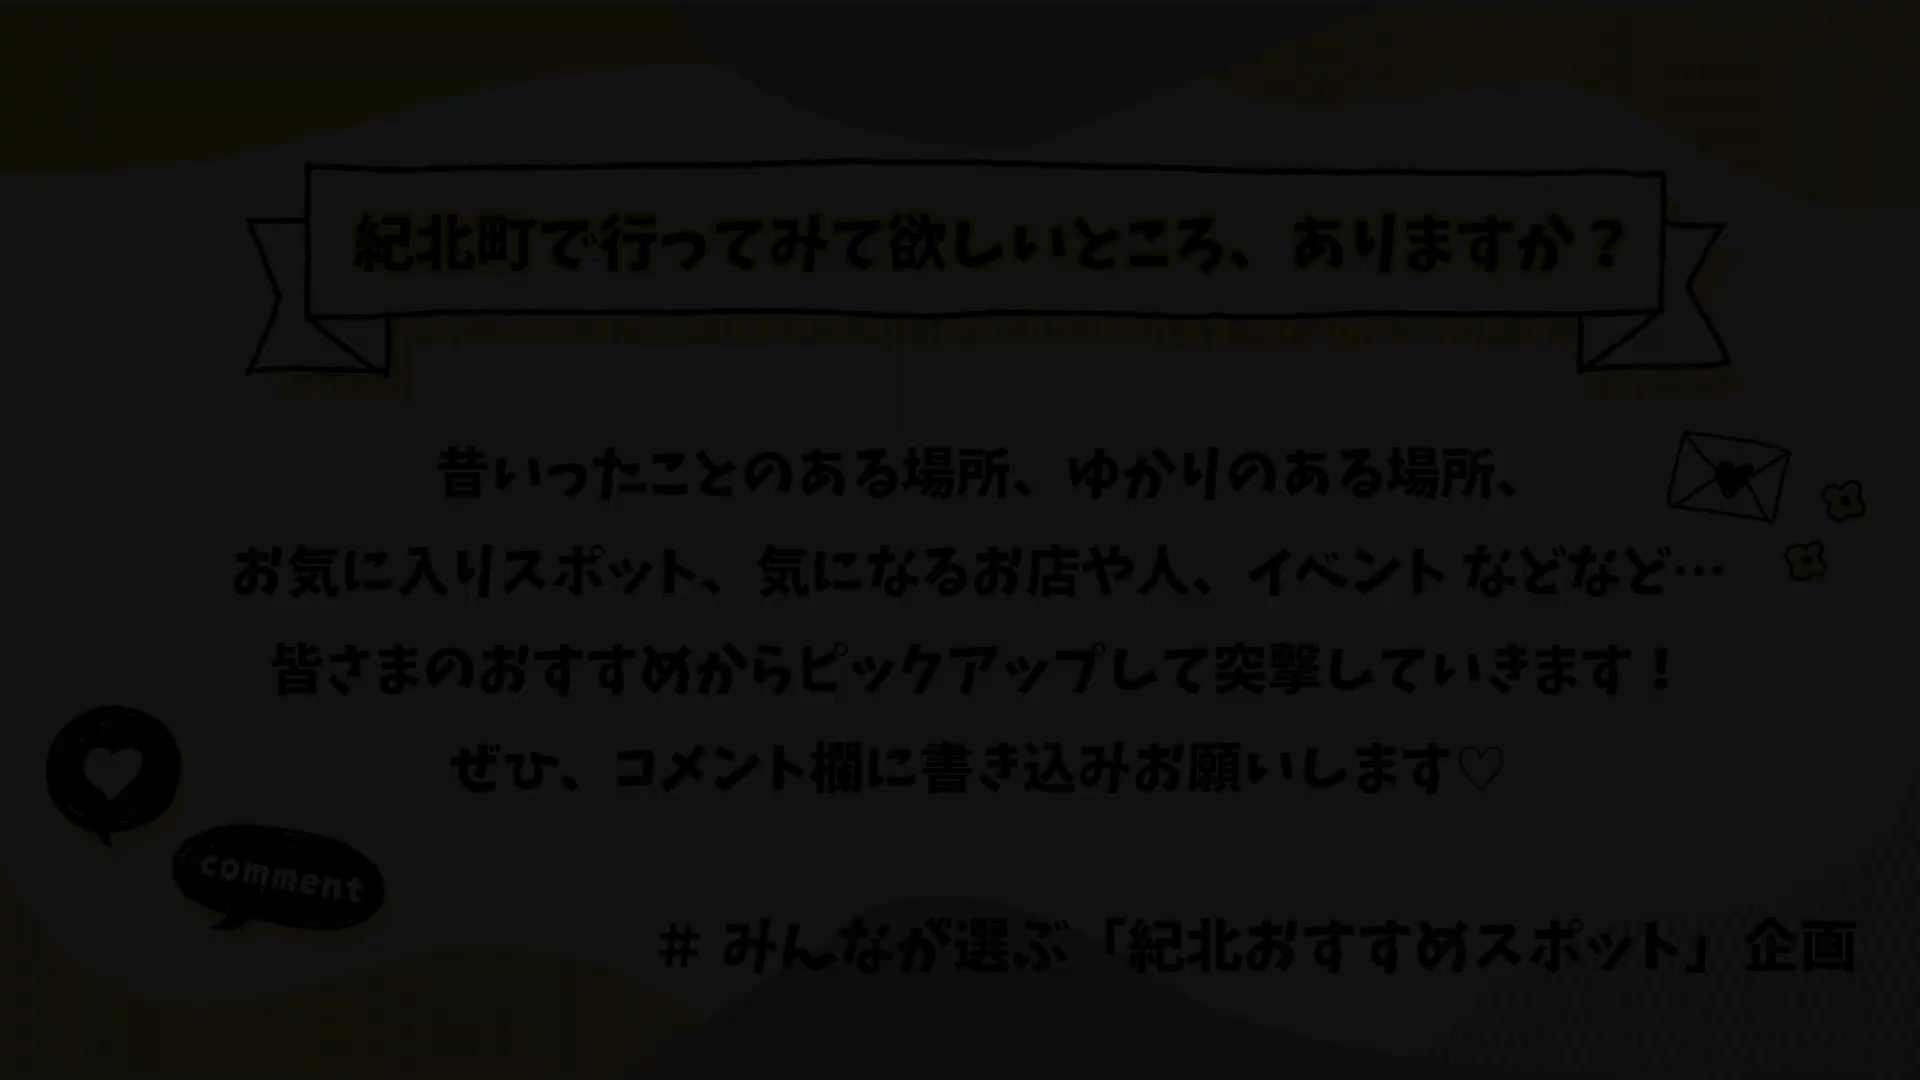 紀北町で行ってみて欲しいところ、ありますか？
昔いったことのある場所、ゆかりのある場所、
お気に入りスポット、気になるお店や人、イベント などなど…
皆さまのおすすめからピックアップして突撃していきます！
ぜひ、コメント欄に書き込みお願いします♡
comment
# みんなが選ぶ「紀北おすすめスポット」企画